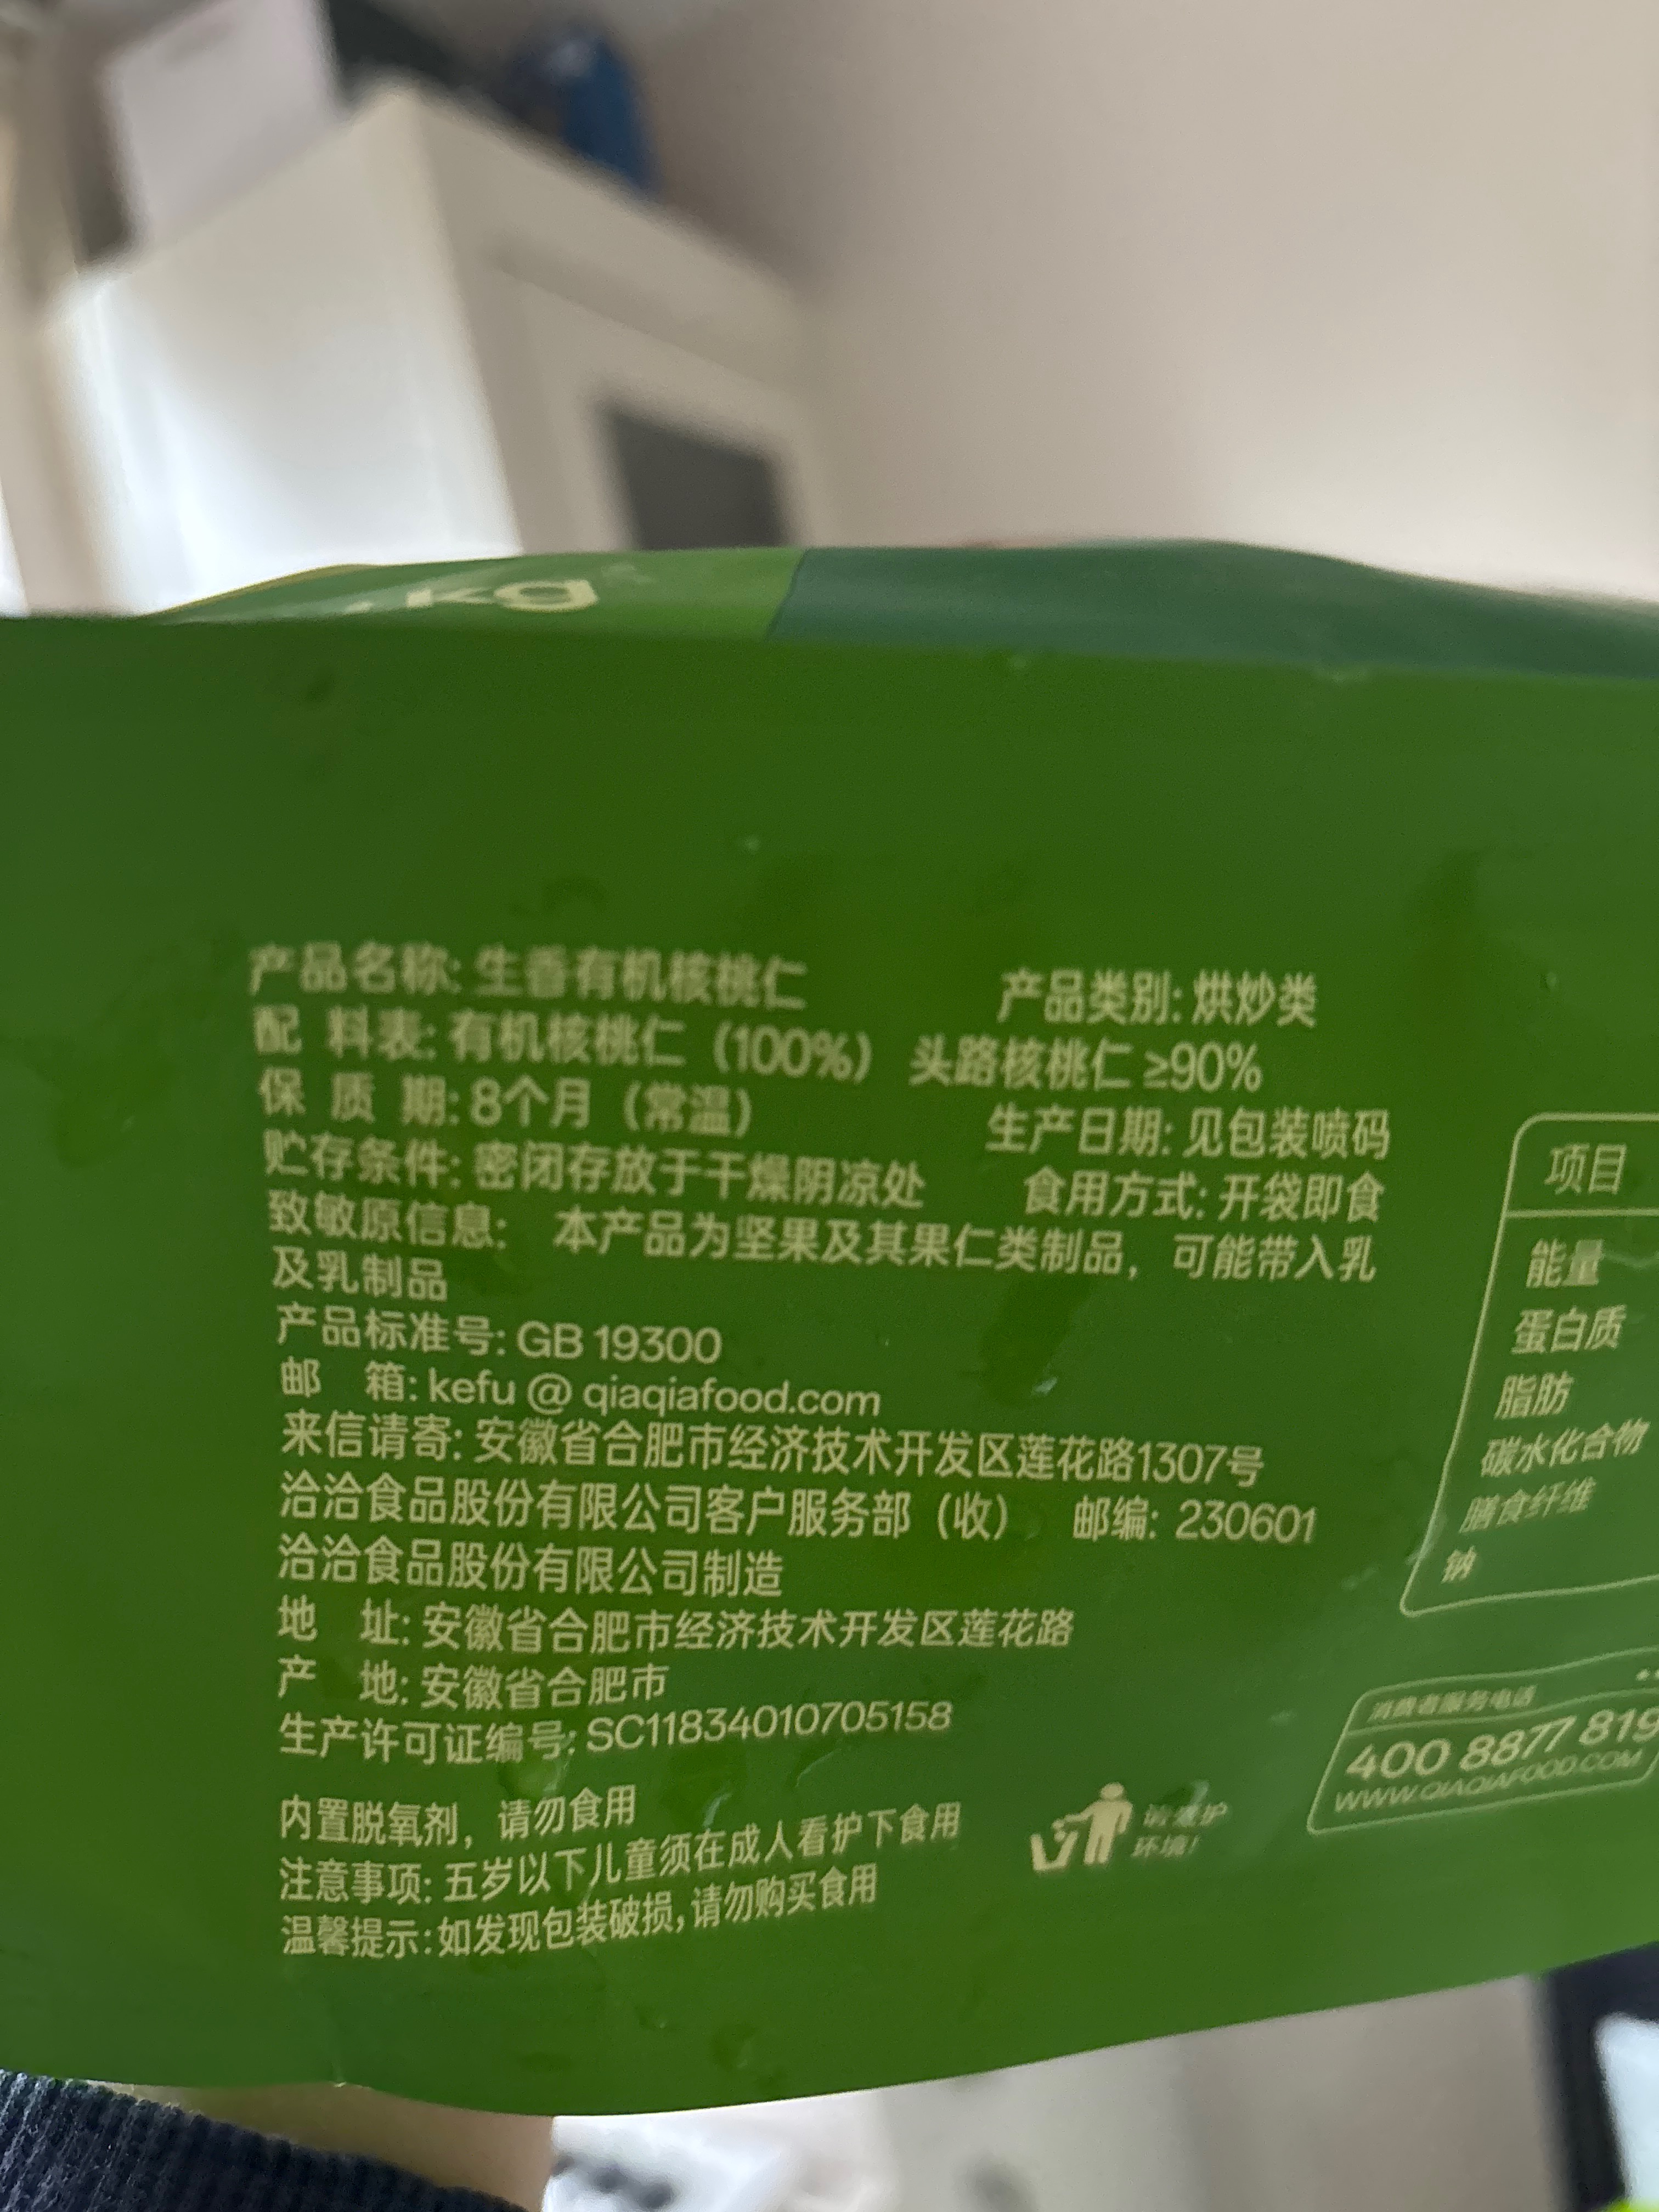 kg
产品名称: 生香有机核桃仁 产品类别: 烘炒类
配 料表: 有机核桃仁（100%） 头路核桃仁 ≥90%
保 质 期: 8个月（常温） 生产日期: 见包装喷码
贮存条件: 密闭存放于干燥阴凉处 食用方式: 开袋即食
致敏原信息: 本产品为坚果及其果仁类制品，可能带入乳
及乳制品
产品标准号: GB 19300
邮 箱: kefu @ qiaqiafood.com
来信请寄: 安徽省合肥市经济技术开发区莲花路1307号
洽洽食品股份有限公司客户服务部（收） 邮编: 230601
洽洽食品股份有限公司制造
地 址: 安徽省合肥市经济技术开发区莲花路
产 地: 安徽省合肥市
生产许可证编号: SC11834010705158
内置脱氧剂，请勿食用
注意事项: 五岁以下儿童须在成人看护下食用
温馨提示: 如发现包装破损, 请勿购买食用
请爱护
环境!
项目
能量
蛋白质
脂肪
碳水化合物
膳食纤维
钠
消费者服务电话
400 8877 819
WWW.QIAQIAFOOD.COM